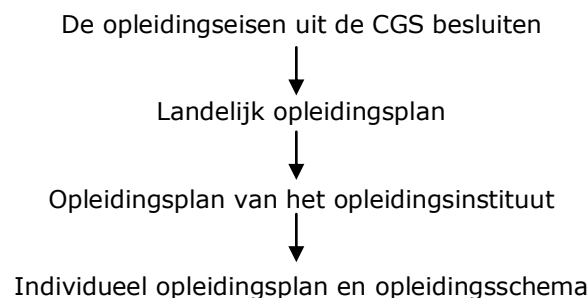 De opleidingseisen uit de CGS besluiten
Landelijk opleidingsplan
Opleidingsplan van het opleidingsinstituut
Individueel opleidingsplan en opleidingsschema